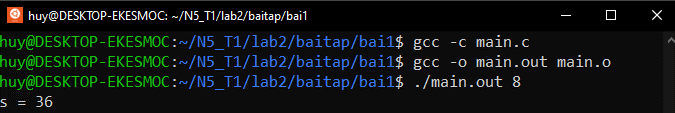 huy@DESKTOP-EKESMOC: ~/N5_T1/lab2/baitap/bai1
huy@DESKTOP-EKESMOC:~/N5_T1/lab2/baitap/bai1$ gcc -c main.c
huy@DESKTOP-EKESMOC:~/N5_T1/lab2/baitap/bai1$ gcc -o main.out main.o
huy@DESKTOP-EKESMOC:~/N5_T1/lab2/baitap/bai1$ ./main.out 8
s = 36